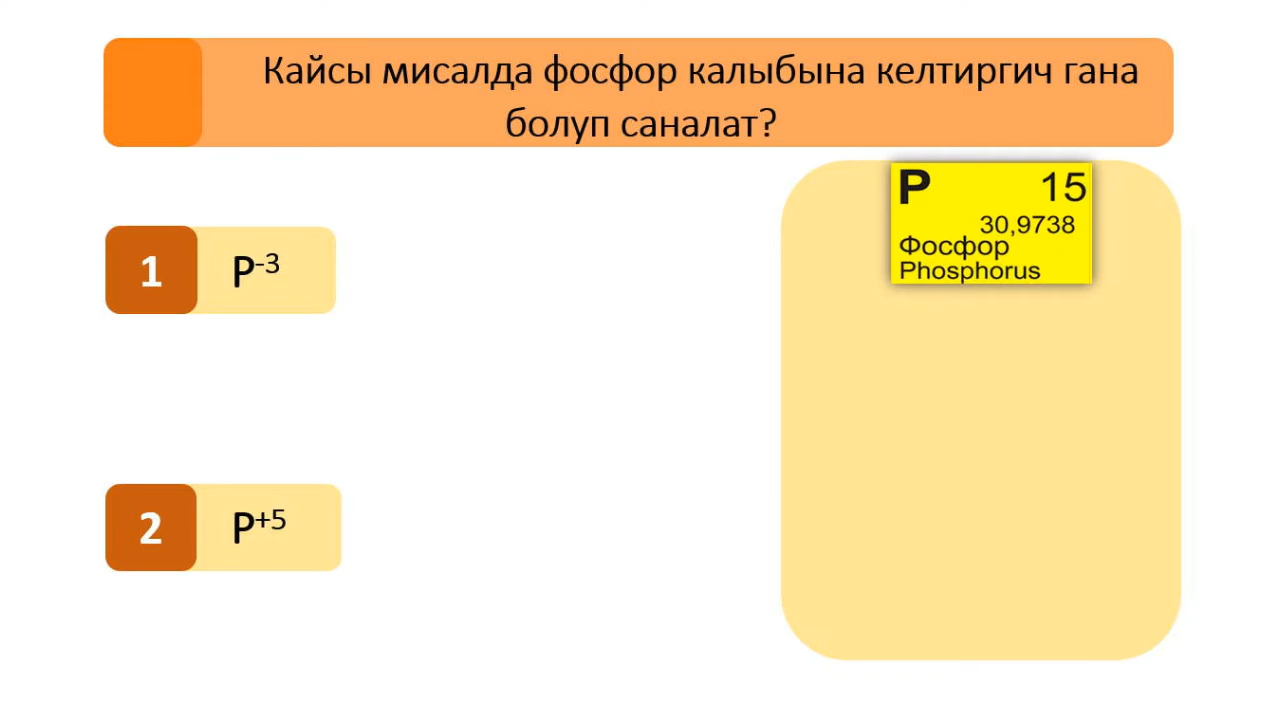 Кайсы мисалда фосфор калыбына келтиргич гана
болуп саналат?
P 15
30,9738
Фосфор
Phosphorus
1 P⁻³
2 P⁺⁵